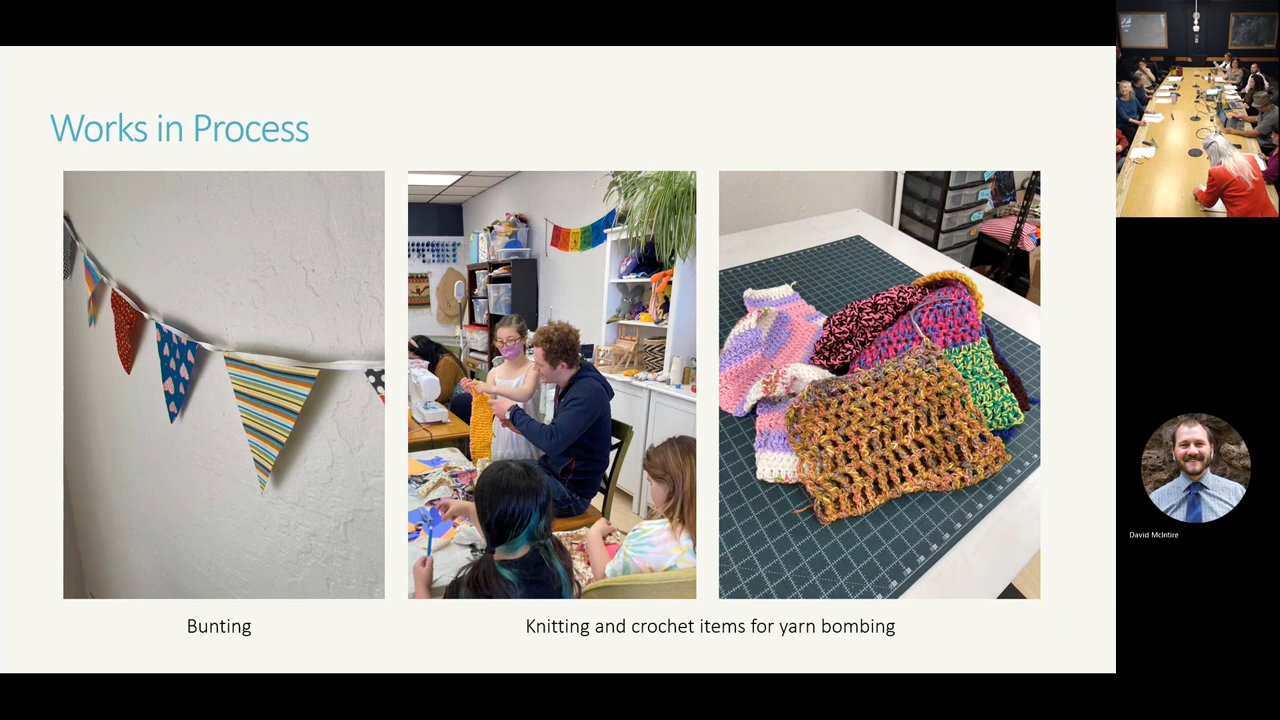 Works in Process
Bunting
Knitting and crochet items for yarn bombing
David McIntire